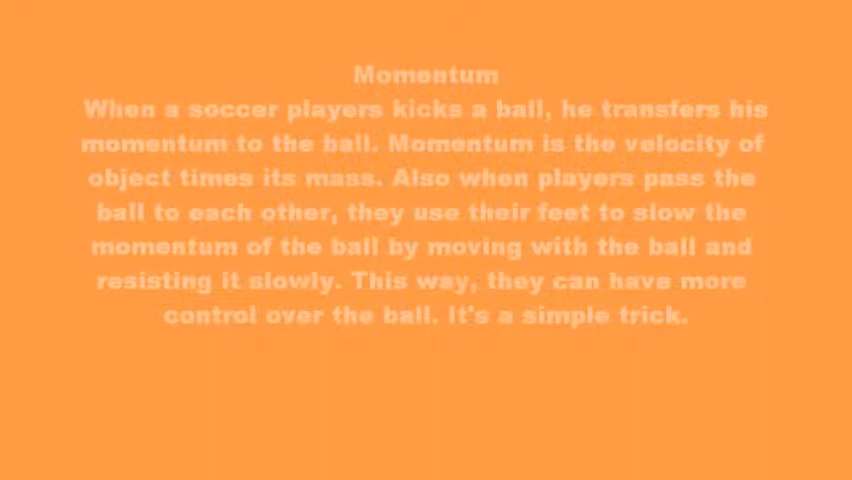 Momentum
When a soccer players kicks a ball, he transfers his
momentum to the ball. Momentum is the velocity of
object times its mass. Also when players pass the
ball to each other, they use their feet to slow the
momentum of the ball by moving with the ball and
resisting it slowly. This way, they can have more
control over the ball. It's a simple trick.